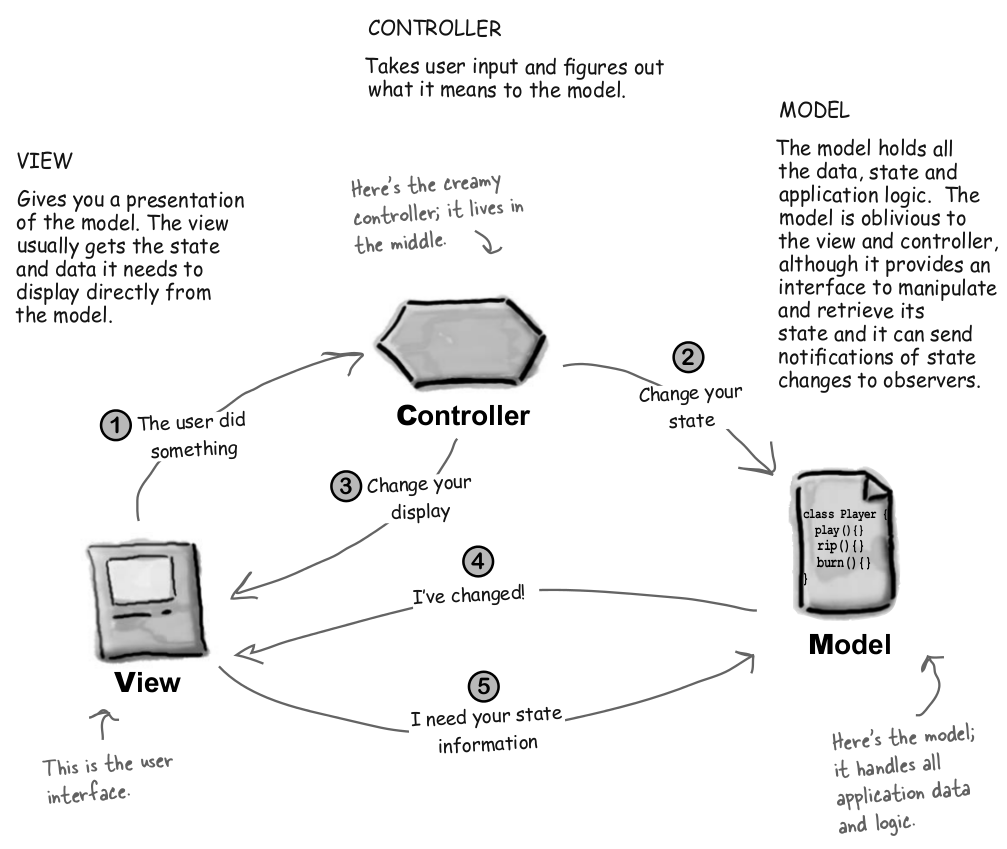 CONTROLLER
Takes user input and figures out
what it means to the model.
MODEL
The model holds all
the data, state and
application logic. The
model is oblivious to
the view and controller,
although it provides an
interface to manipulate
and retrieve its
state and it can send
notifications of state
changes to observers.
VIEW
Gives you a presentation
of the model. The view
usually gets the state
and data it needs to
display directly from
the model.
Here's the creamy
controller; it lives in
the middle.
1 The user did
something
Controller
2
Change your
state
3 Change your
display
class Player {
play(){}
rip(){}
burn(){}
}
4
I've changed!
Model
View
5
I need your state
information
This is the user
interface.
Here's the model;
it handles all
application data
and logic.